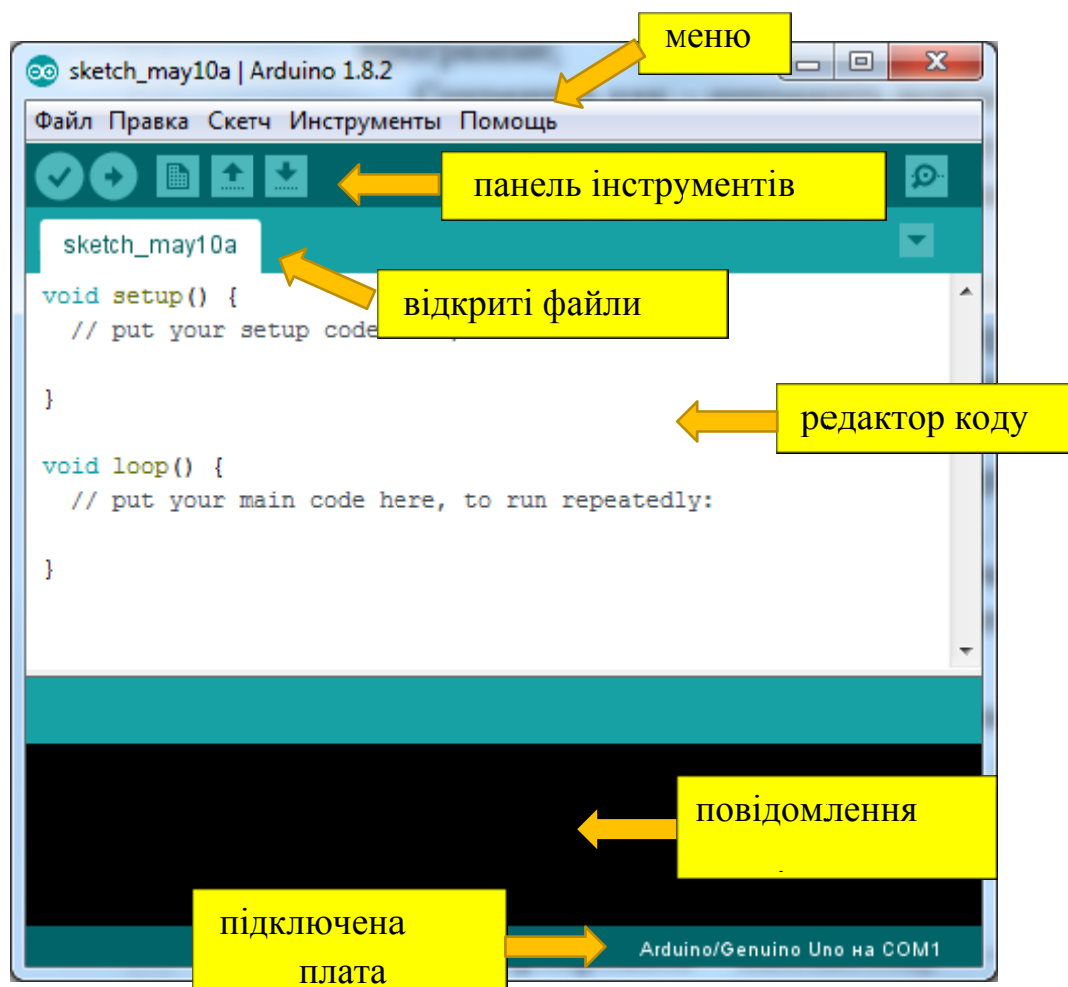 меню
sketch_may10a | Arduino 1.8.2
Файл Правка Скетч Инструменты Помощь
панель інструментів
sketch_may10a
відкриті файли
void setup() {
// put your setup code
}
редактор коду
void loop() {
// put your main code here, to run repeatedly:
}
повідомлення
підключена
плата
Arduino/Genuino Uno на COM1